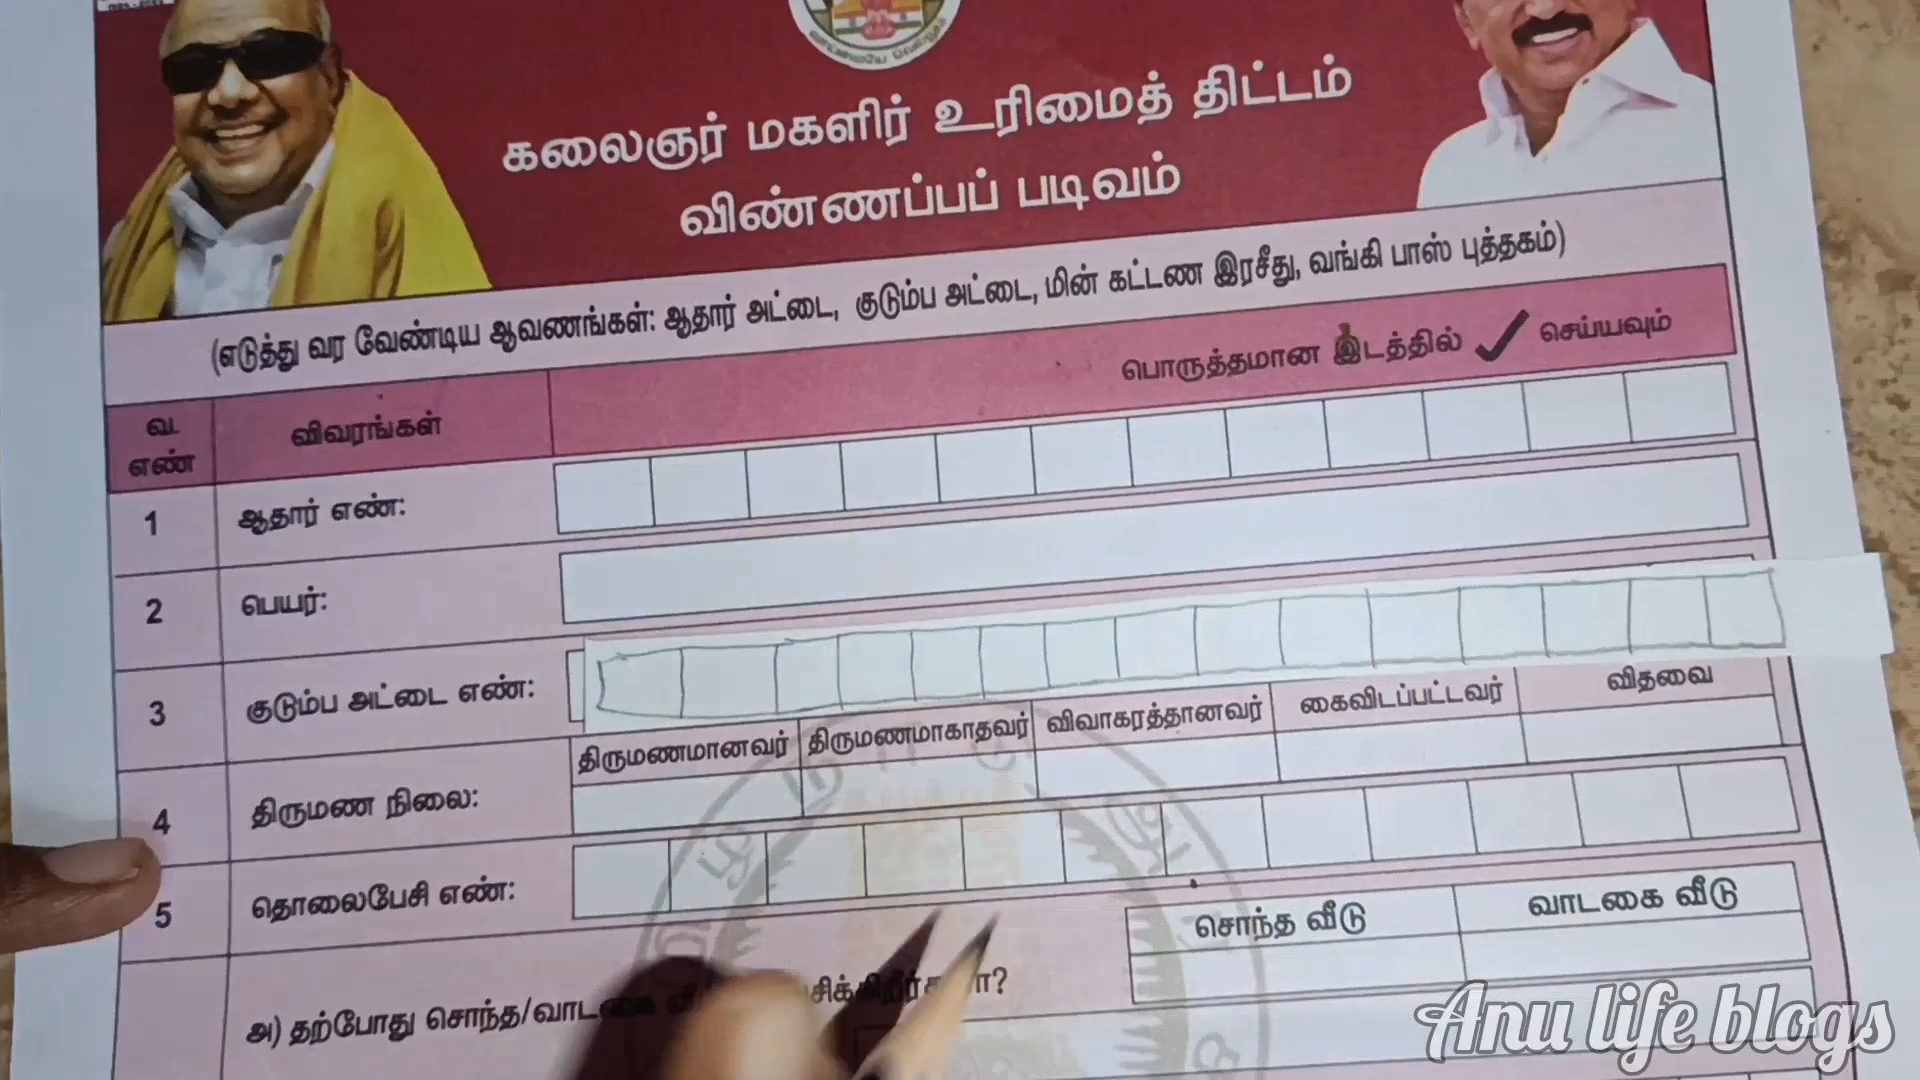 வாய்மையே வெல்லும்
கலைஞர் மகளிர் உரிமைத் திட்டம்
விண்ணப்பப் படிவம்
(எடுத்து வர வேண்டிய ஆவணங்கள்: ஆதார் அட்டை, குடும்ப அட்டை, மின் கட்டண இரசீது, வங்கி பாஸ் புத்தகம்)
பொருத்தமான இடத்தில் ✓ செய்யவும்
வ. எண் விவரங்கள்
1 ஆதார் எண்:
2 பெயர்:
3 குடும்ப அட்டை எண்:
திருமணமானவர் திருமணமாகாதவர் விவாகரத்தானவர் கைவிடப்பட்டவர் விதவை
4 திருமண நிலை:
5 தொலைபேசி எண்:
சொந்த வீடு வாடகை வீடு
அ) தற்போது சொந்த/வாடகை
Anu life blogs